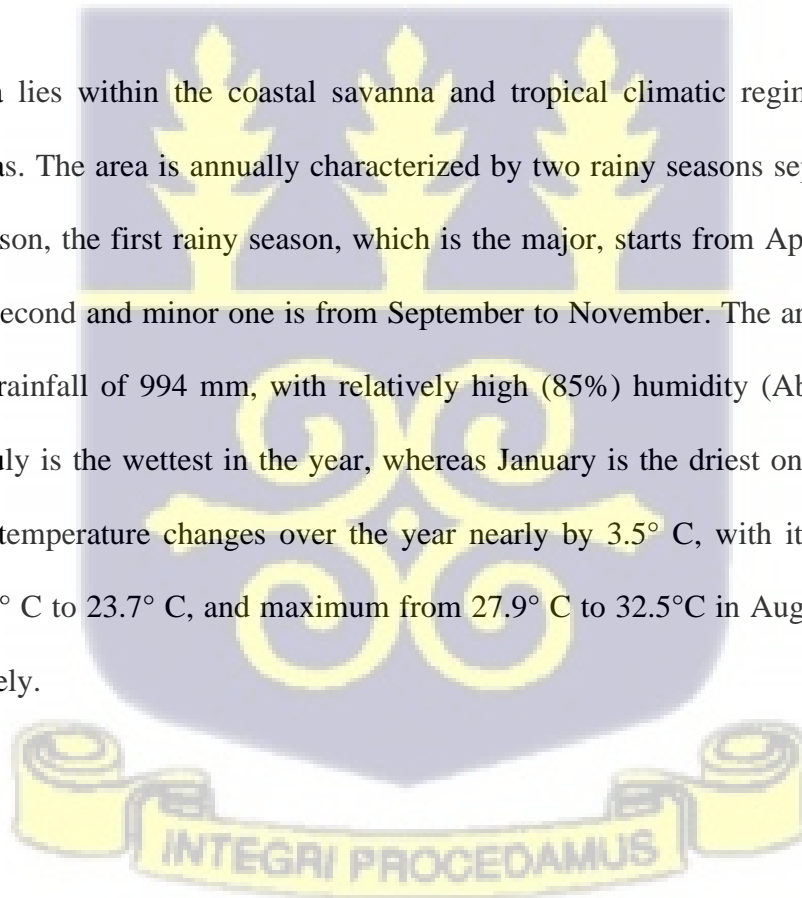 lies within the coastal savanna and tropical climatic regin
as. The area is annually characterized by two rainy seasons sep
son, the first rainy season, which is the major, starts from Ap
econd and minor one is from September to November. The ar
rainfall of 994 mm, with relatively high (85%) humidity (Ab
uly is the wettest in the year, whereas January is the driest on
temperature changes over the year nearly by 3.5° C, with it
° C to 23.7° C, and maximum from 27.9° C to 32.5°C in Aug
ely.
INTEGRI PROCEDAMUS